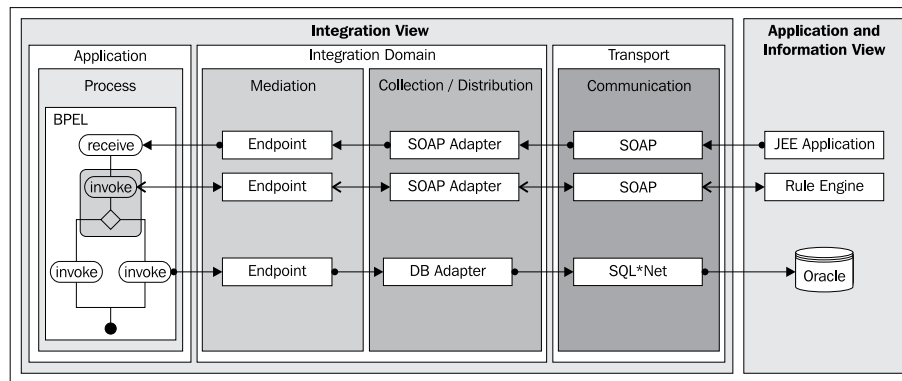 Integration View
Application and
Information View
Application
Integration Domain
Transport
Process
Mediation
Collection / Distribution
Communication
BPEL
receive
Endpoint
SOAP Adapter
SOAP
JEE Application
invoke
Endpoint
SOAP Adapter
SOAP
Rule Engine
invoke
invoke
Endpoint
DB Adapter
SQL*Net
Oracle